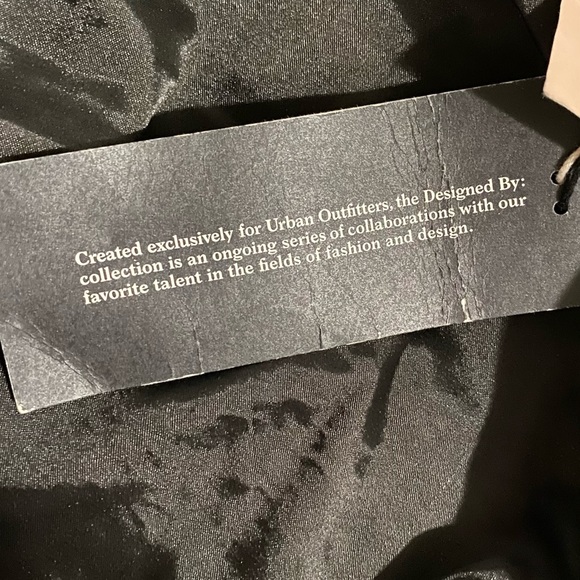 Created exclusively for Urban Outfitters, the Designed By:
collection is an ongoing series of collaborations with our
favorite talent in the fields of fashion and design.